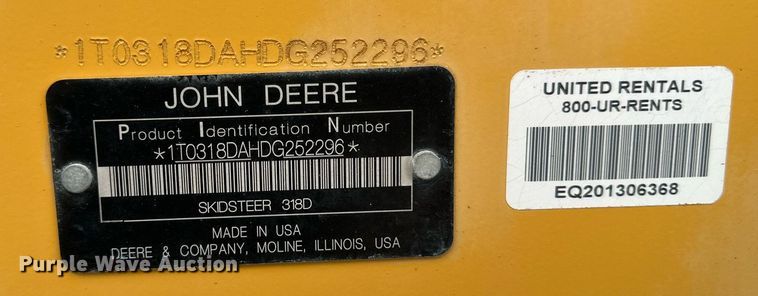 *1T0318DAHDG252296*
JOHN DEERE
Product Identification Number
*1T0318DAHDG252296*
SKIDSTEER 318D
MADE IN USA
DEERE & COMPANY, MOLINE, ILLINOIS, USA
UNITED RENTALS
800-UR-RENTS
EQ201306368
Purple Wave Auction